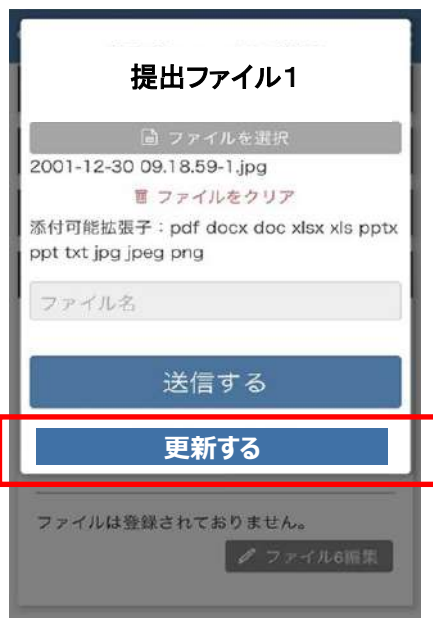 提出ファイル1
ファイルを選択
2001-12-30 09.18.59-1.jpg
ファイルをクリア
添付可能拡張子：pdf docx doc xlsx xls pptx
ppt txt jpg jpeg png
ファイル名
送信する
更新する
ファイルは登録されておりません。
ファイル6編集